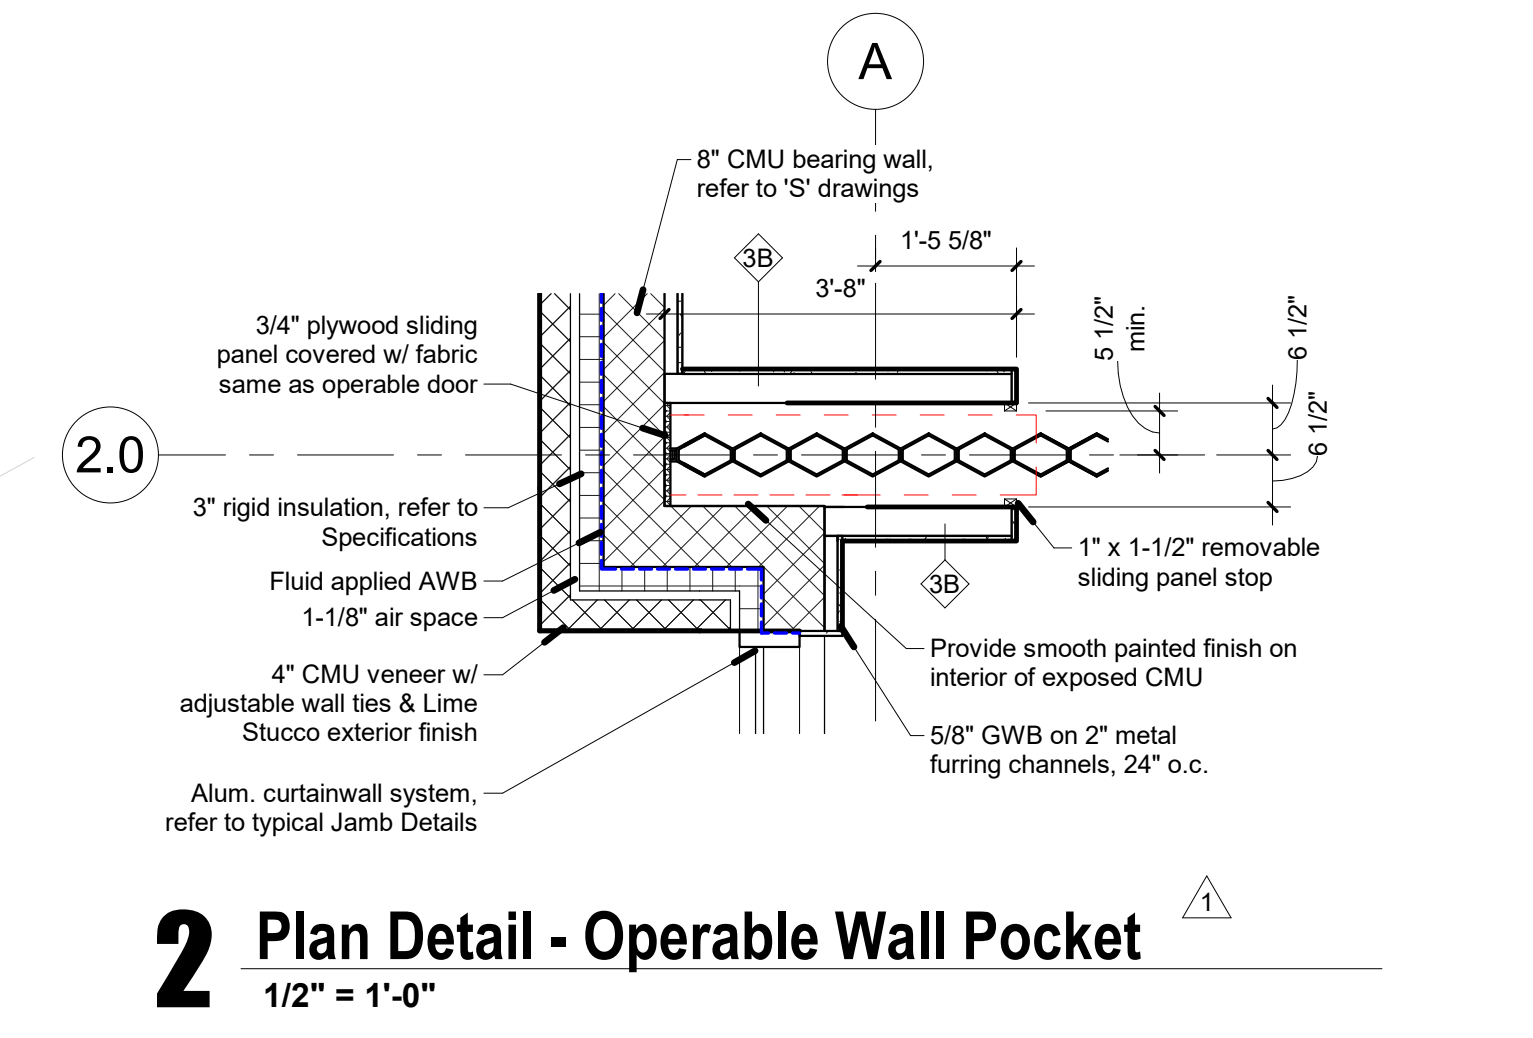 A
8" CMU bearing wall,
refer to 'S' drawings
1'-5 5/8"
3B
3'-8"
3/4" plywood sliding
panel covered w/ fabric
same as operable door
5 1/2"
min.
6 1/2"
6 1/2"
2.0
3" rigid insulation, refer to
Specifications
Fluid applied AWB
1-1/8" air space
4" CMU veneer w/
adjustable wall ties & Lime
Stucco exterior finish
Alum. curtainwall system,
refer to typical Jamb Details
1" x 1-1/2" removable
sliding panel stop
3B
Provide smooth painted finish on
interior of exposed CMU
5/8" GWB on 2" metal
furring channels, 24" o.c.
2 Plan Detail - Operable Wall Pocket
1
1/2" = 1'-0"